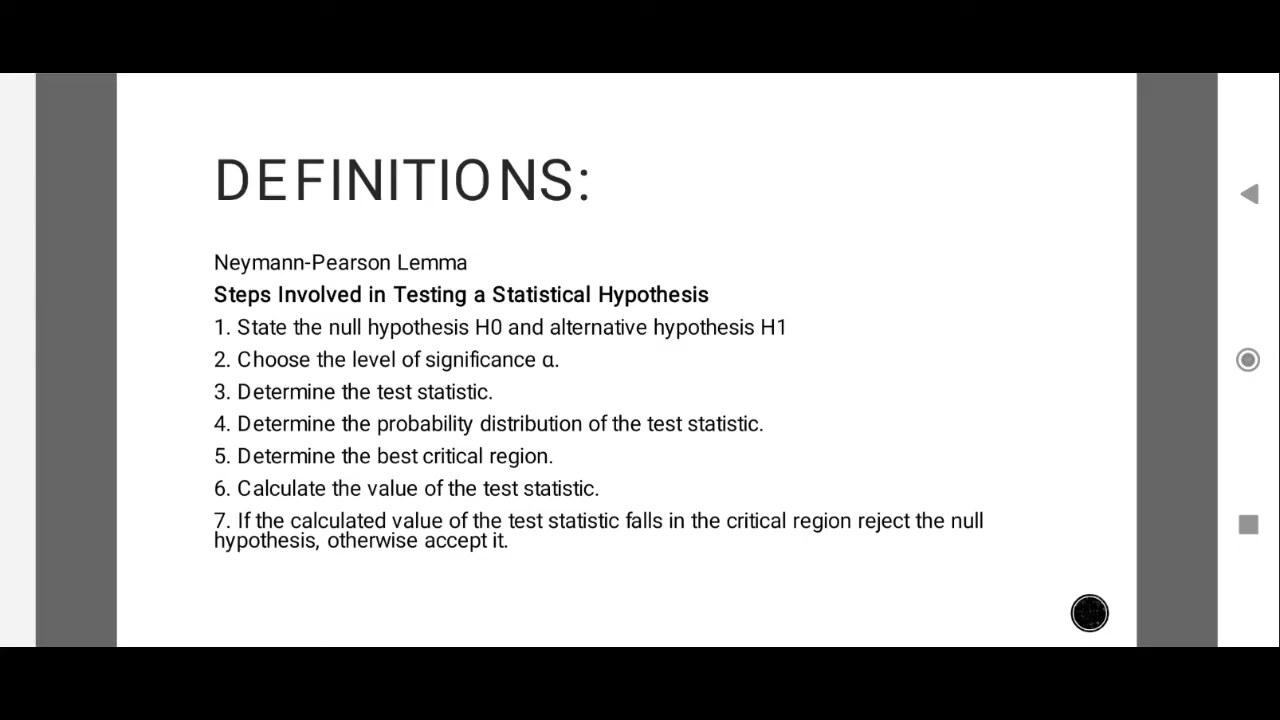 DEFINITIONS:
Neymann-Pearson Lemma
Steps Involved in Testing a Statistical Hypothesis
1. State the null hypothesis H0 and alternative hypothesis H1
2. Choose the level of significance α.
3. Determine the test statistic.
4. Determine the probability distribution of the test statistic.
5. Determine the best critical region.
6. Calculate the value of the test statistic.
7. If the calculated value of the test statistic falls in the critical region reject the null
hypothesis, otherwise accept it.